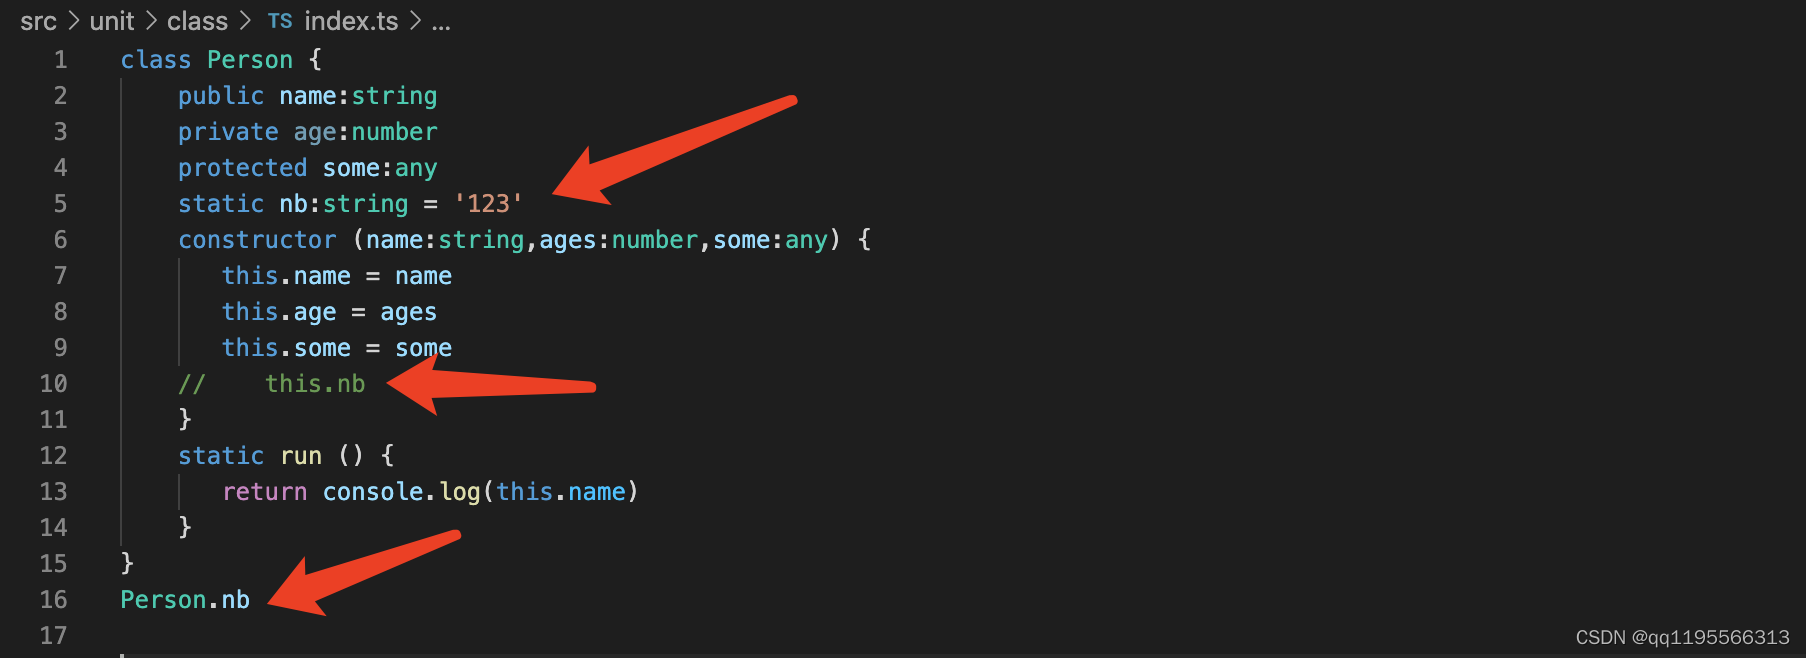 src > unit > class > TS index.ts > ...
1 class Person {
2 public name:string
3 private age:number
4 protected some:any
5 static nb:string = '123'
6 constructor (name:string,ages:number,some:any) {
7 this.name = name
8 this.age = ages
9 this.some = some
10 // this.nb
11 }
12 static run () {
13 return console.log(this.name)
14 }
15 }
16 Person.nb
17
CSDN @qq1195566313